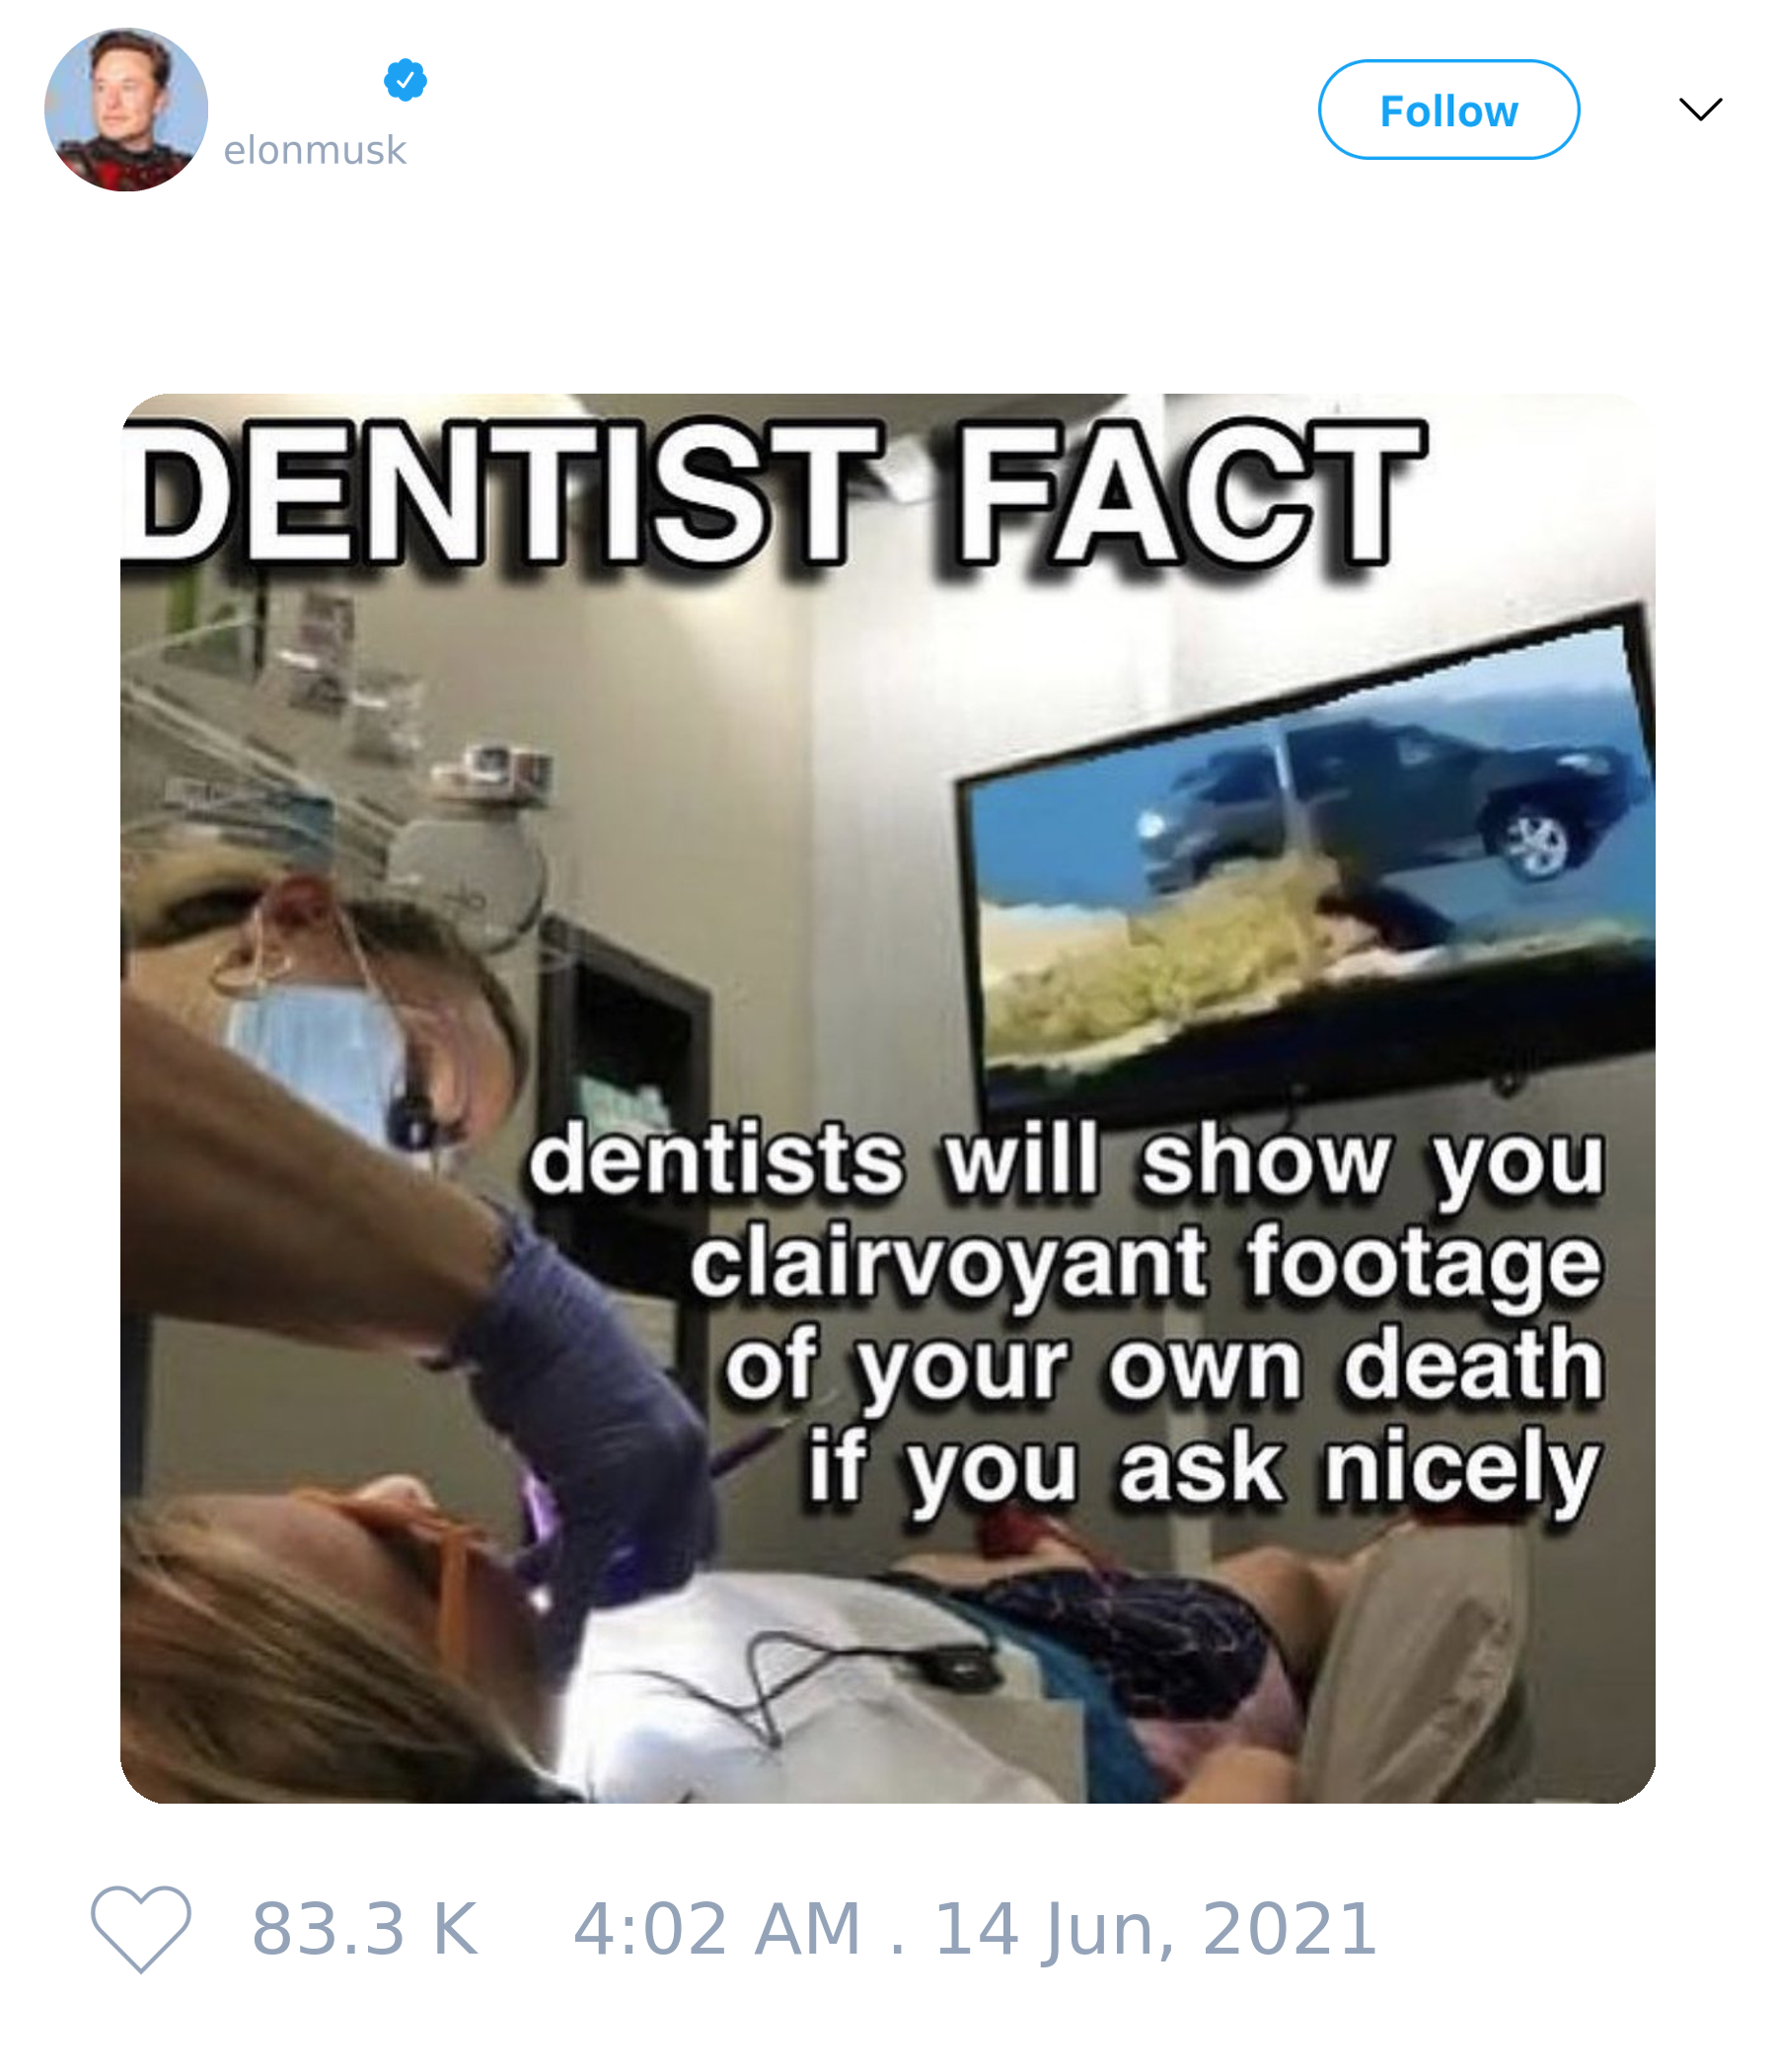 elonmusk
Follow
DENTIST FACT
dentists will show you
clairvoyant footage
of your own death
if you ask nicely
83.3 K 4:02 AM . 14 Jun, 2021